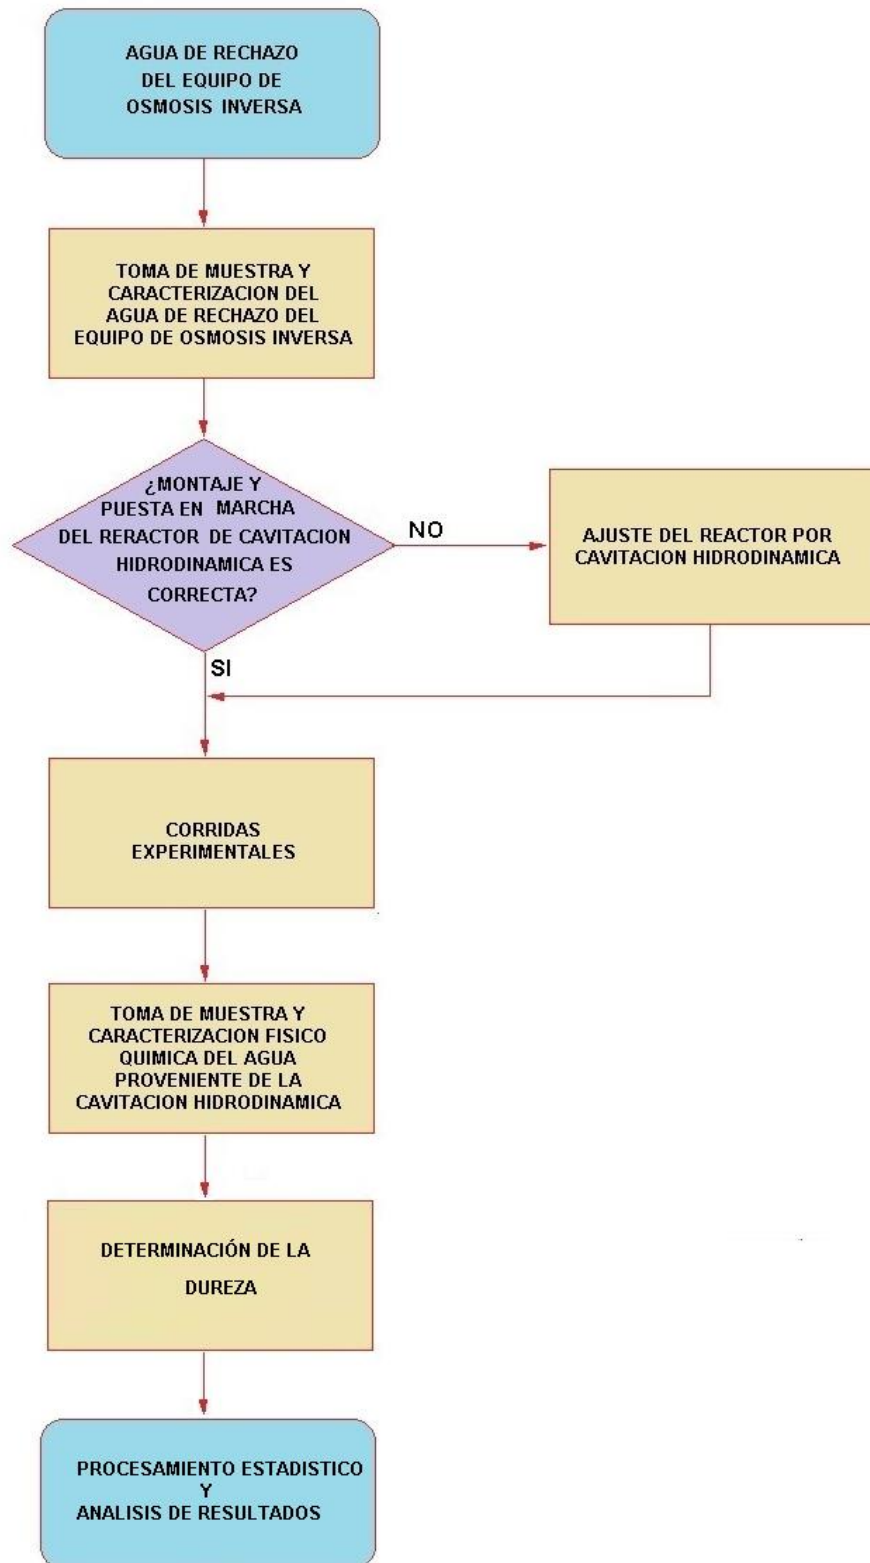 AGUA DE RECHAZO
DEL EQUIPO DE
OSMOSIS INVERSA
TOMA DE MUESTRA Y
CARACTERIZACION DEL
AGUA DE RECHAZO DEL
EQUIPO DE OSMOSIS INVERSA
¿MONTAJE Y
PUESTA EN MARCHA
DEL RERACTOR DE CAVITACION
HIDRODINAMICA ES
CORRECTA?
NO
AJUSTE DEL REACTOR POR
CAVITACION HIDRODINAMICA
SI
CORRIDAS
EXPERIMENTALES
TOMA DE MUESTRA Y
CARACTERIZACION FISICO
QUIMICA DEL AGUA
PROVENIENTE DE LA
CAVITACION HIDRODINAMICA
DETERMINACIÓN DE LA
DUREZA
PROCESAMIENTO ESTADISTICO
Y
ANALISIS DE RESULTADOS